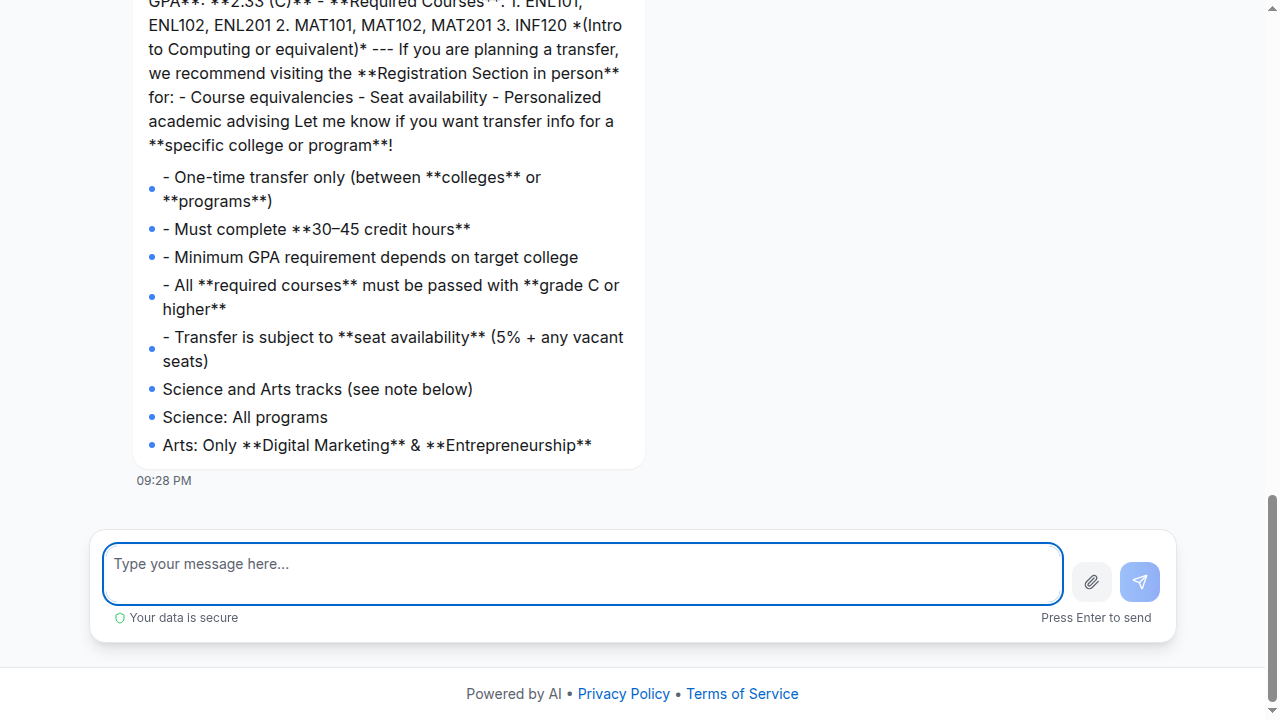 GPA**: **2.33 (C)** - **Required Courses**: 1. ENL101,
ENL102, ENL201 2. MAT101, MAT102, MAT201 3. INF120 *(Intro
to Computing or equivalent)* --- If you are planning a transfer,
we recommend visiting the **Registration Section in person**
for: - Course equivalencies - Seat availability - Personalized
academic advising Let me know if you want transfer info for a
**specific college or program**!
- One-time transfer only (between **colleges** or
**programs**)
- Must complete **30–45 credit hours**
- Minimum GPA requirement depends on target college
- All **required courses** must be passed with **grade C or
higher**
- Transfer is subject to **seat availability** (5% + any vacant
seats)
Science and Arts tracks (see note below)
Science: All programs
Arts: Only **Digital Marketing** & **Entrepreneurship**
09:28 PM
Type your message here...
Your data is secure
Press Enter to send
Powered by AI • Privacy Policy • Terms of Service